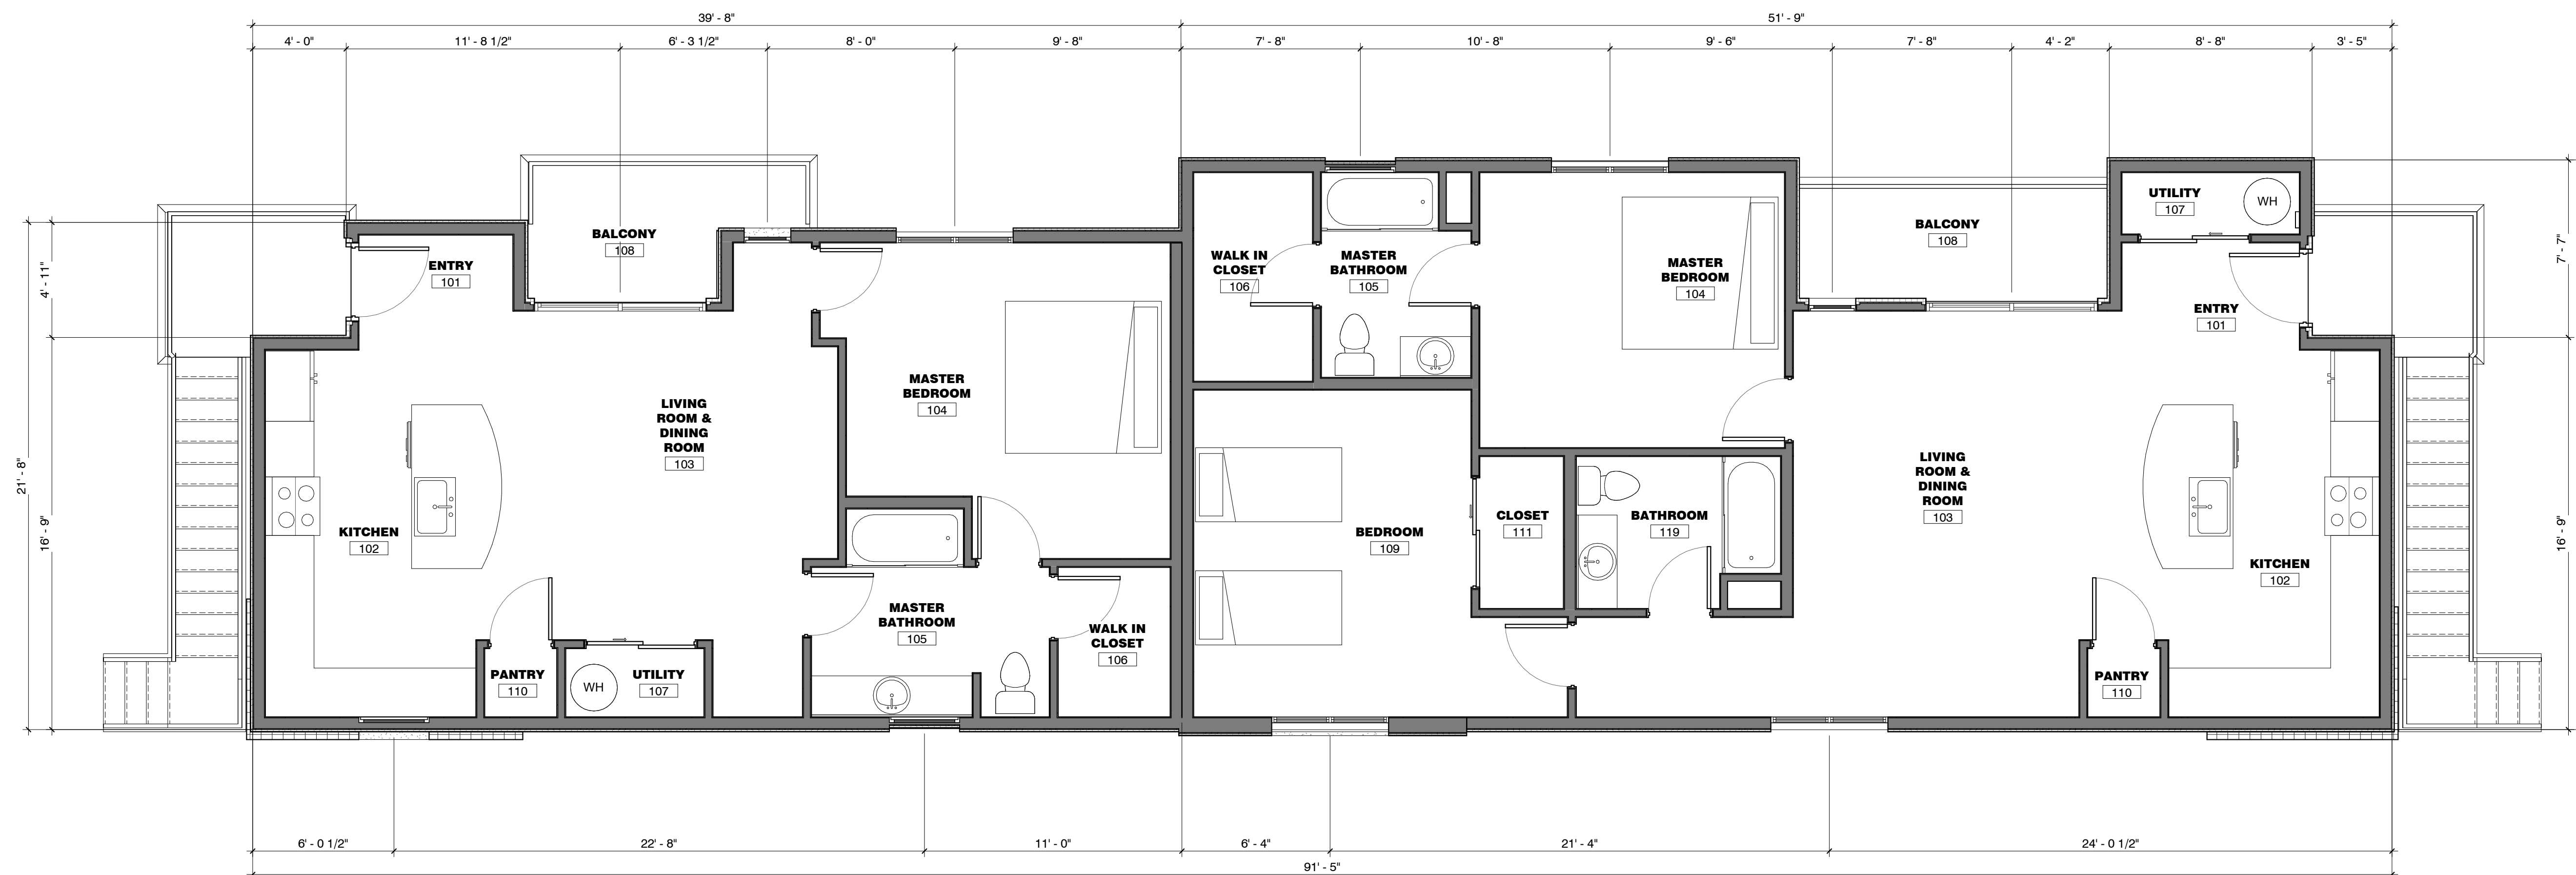 39' - 8"
51' - 9"
4' - 0"
11' - 8 1/2"
6' - 3 1/2"
8' - 0"
9' - 8"
7' - 8"
10' - 8"
9' - 6"
7' - 8"
4' - 2"
8' - 8"
3' - 5"
21' - 8"
4' - 11"
16' - 9"
ENTRY
101
BALCONY
108
LIVING
ROOM &
DINING
ROOM
103
KITCHEN
102
PANTRY
110
WH
UTILITY
107
MASTER
BEDROOM
104
MASTER
BATHROOM
105
WALK IN
CLOSET
106
WALK IN
CLOSET
106
MASTER
BATHROOM
105
MASTER
BEDROOM
104
BEDROOM
109
CLOSET
111
BATHROOM
119
BALCONY
108
UTILITY
107
WH
ENTRY
101
LIVING
ROOM &
DINING
ROOM
103
KITCHEN
102
PANTRY
110
7' - 7"
16' - 9"
6' - 0 1/2"
22' - 8"
11' - 0"
6' - 4"
21' - 4"
24' - 0 1/2"
91' - 5"